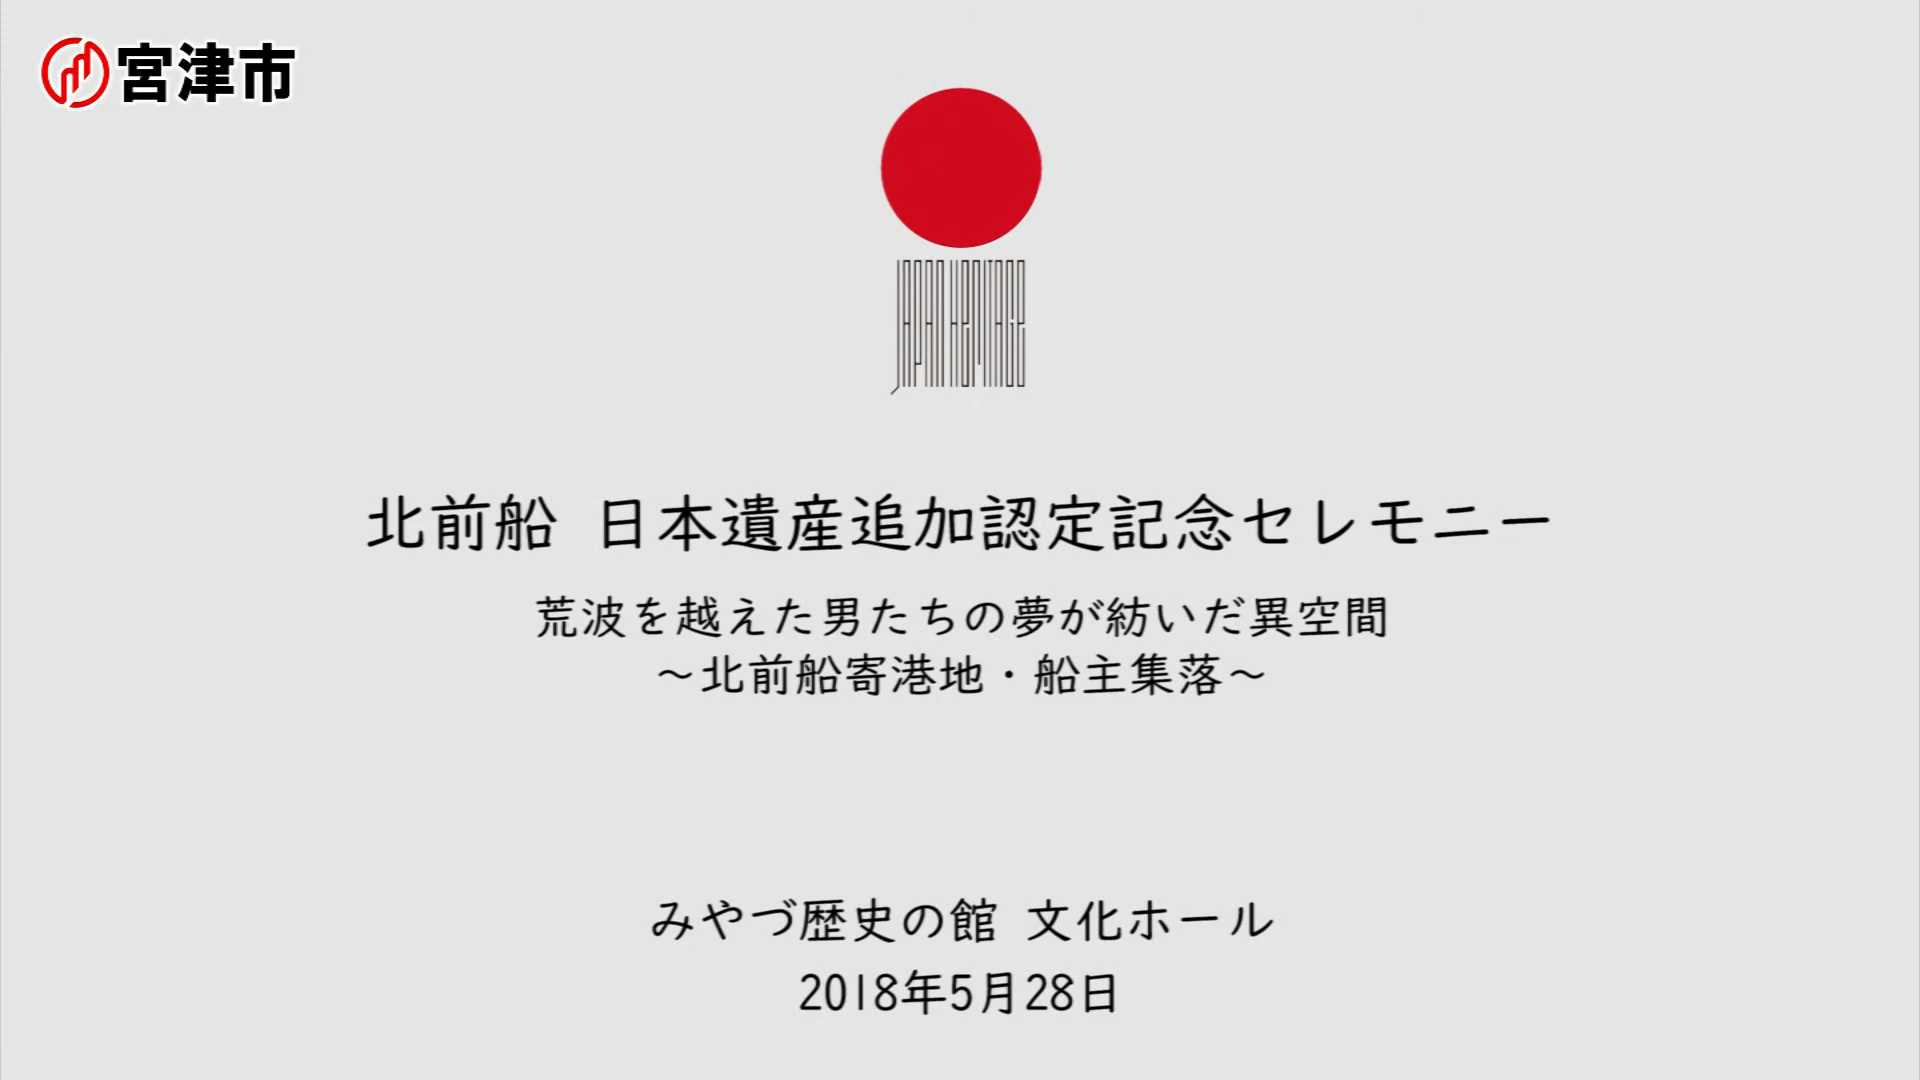 宮津市
JAPAN HERITAGE
北前船 日本遺産追加認定記念セレモニー
荒波を越えた男たちの夢が紡いだ異空間
～北前船寄港地・船主集落～
みやづ歴史の館 文化ホール
2018年5月28日